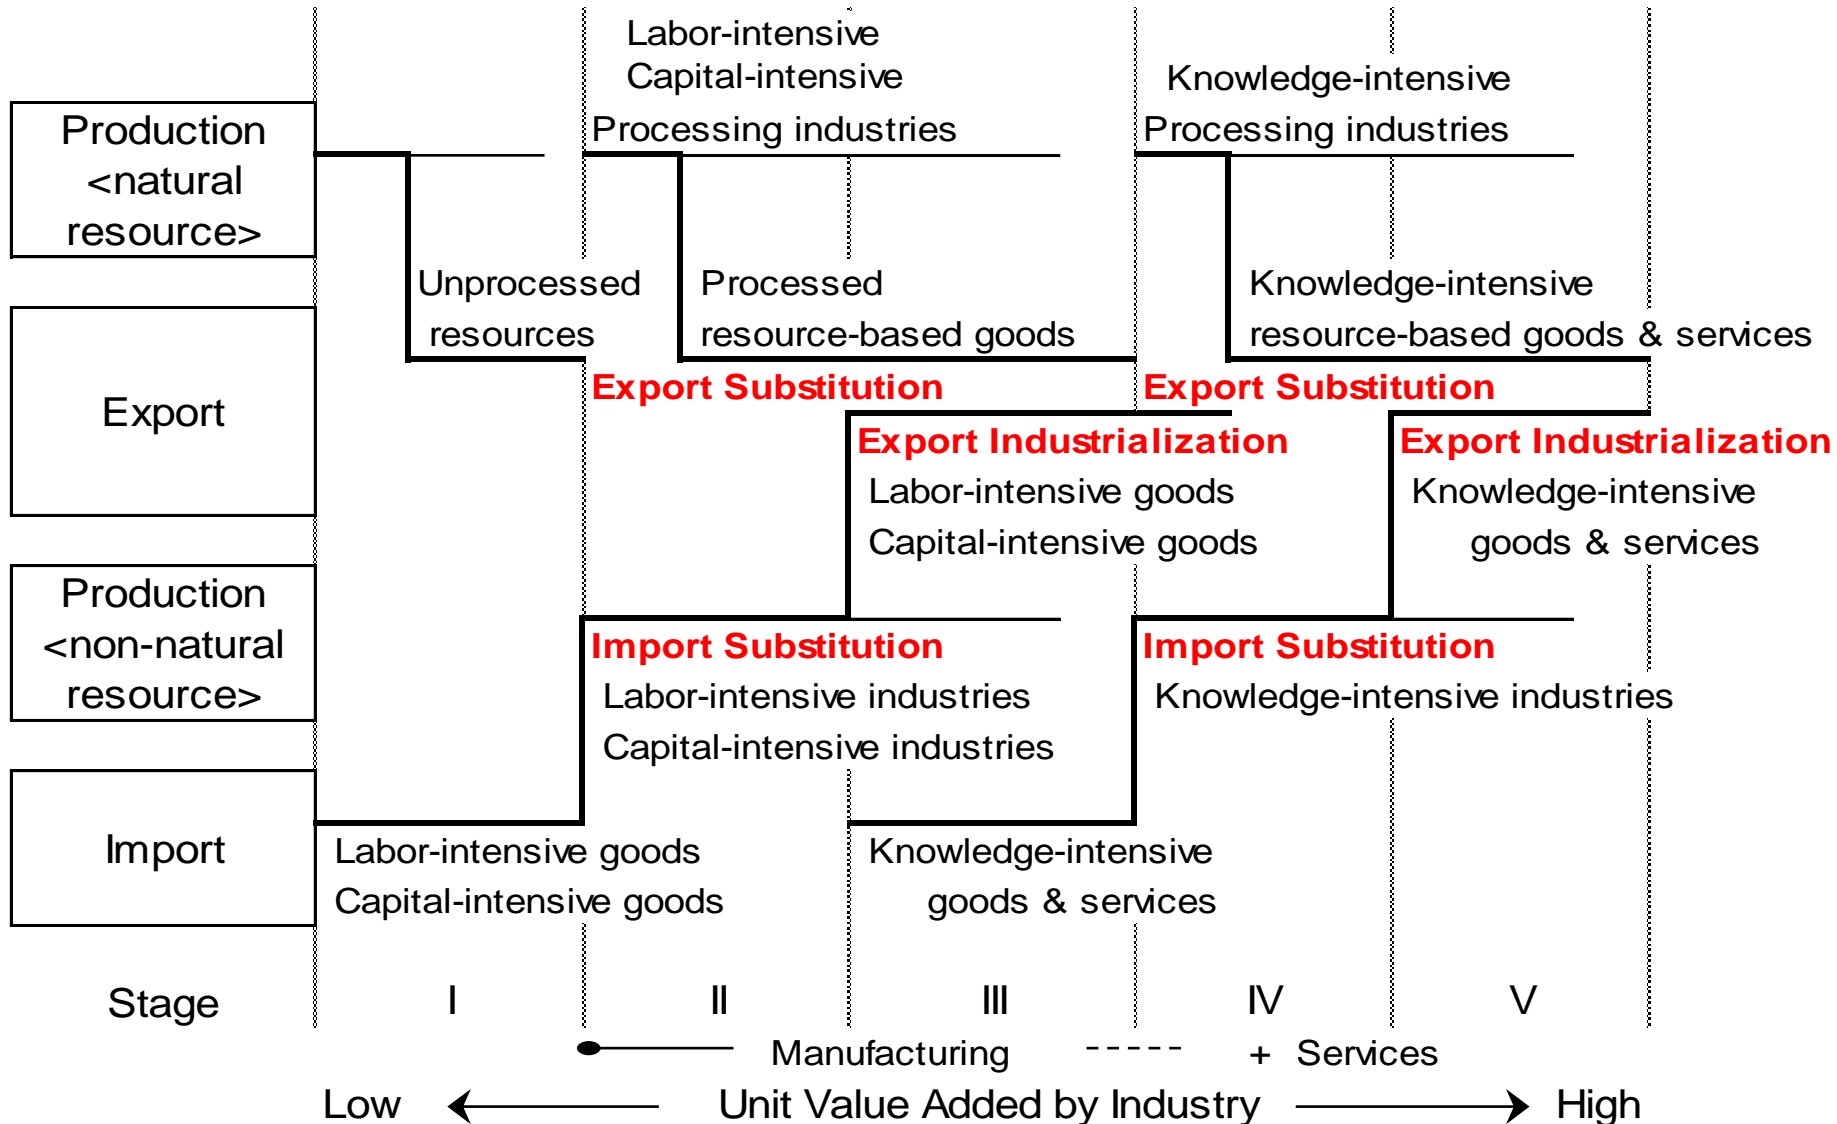 Labor-intensive
Capital-intensive
Processing industries
Knowledge-intensive
Processing industries
Production
<natural
resource>
Unprocessed
resources
Processed
resource-based goods
Knowledge-intensive
resource-based goods & services
Export
Export Substitution
Export Substitution
Export Industrialization
Labor-intensive goods
Capital-intensive goods
Export Industrialization
Knowledge-intensive
goods & services
Production
<non-natural
resource>
Import Substitution
Labor-intensive industries
Capital-intensive industries
Import Substitution
Knowledge-intensive industries
Import
Labor-intensive goods
Capital-intensive goods
Knowledge-intensive
goods & services
Stage I II III IV V
Manufacturing ----- + Services
Low Unit Value Added by Industry High